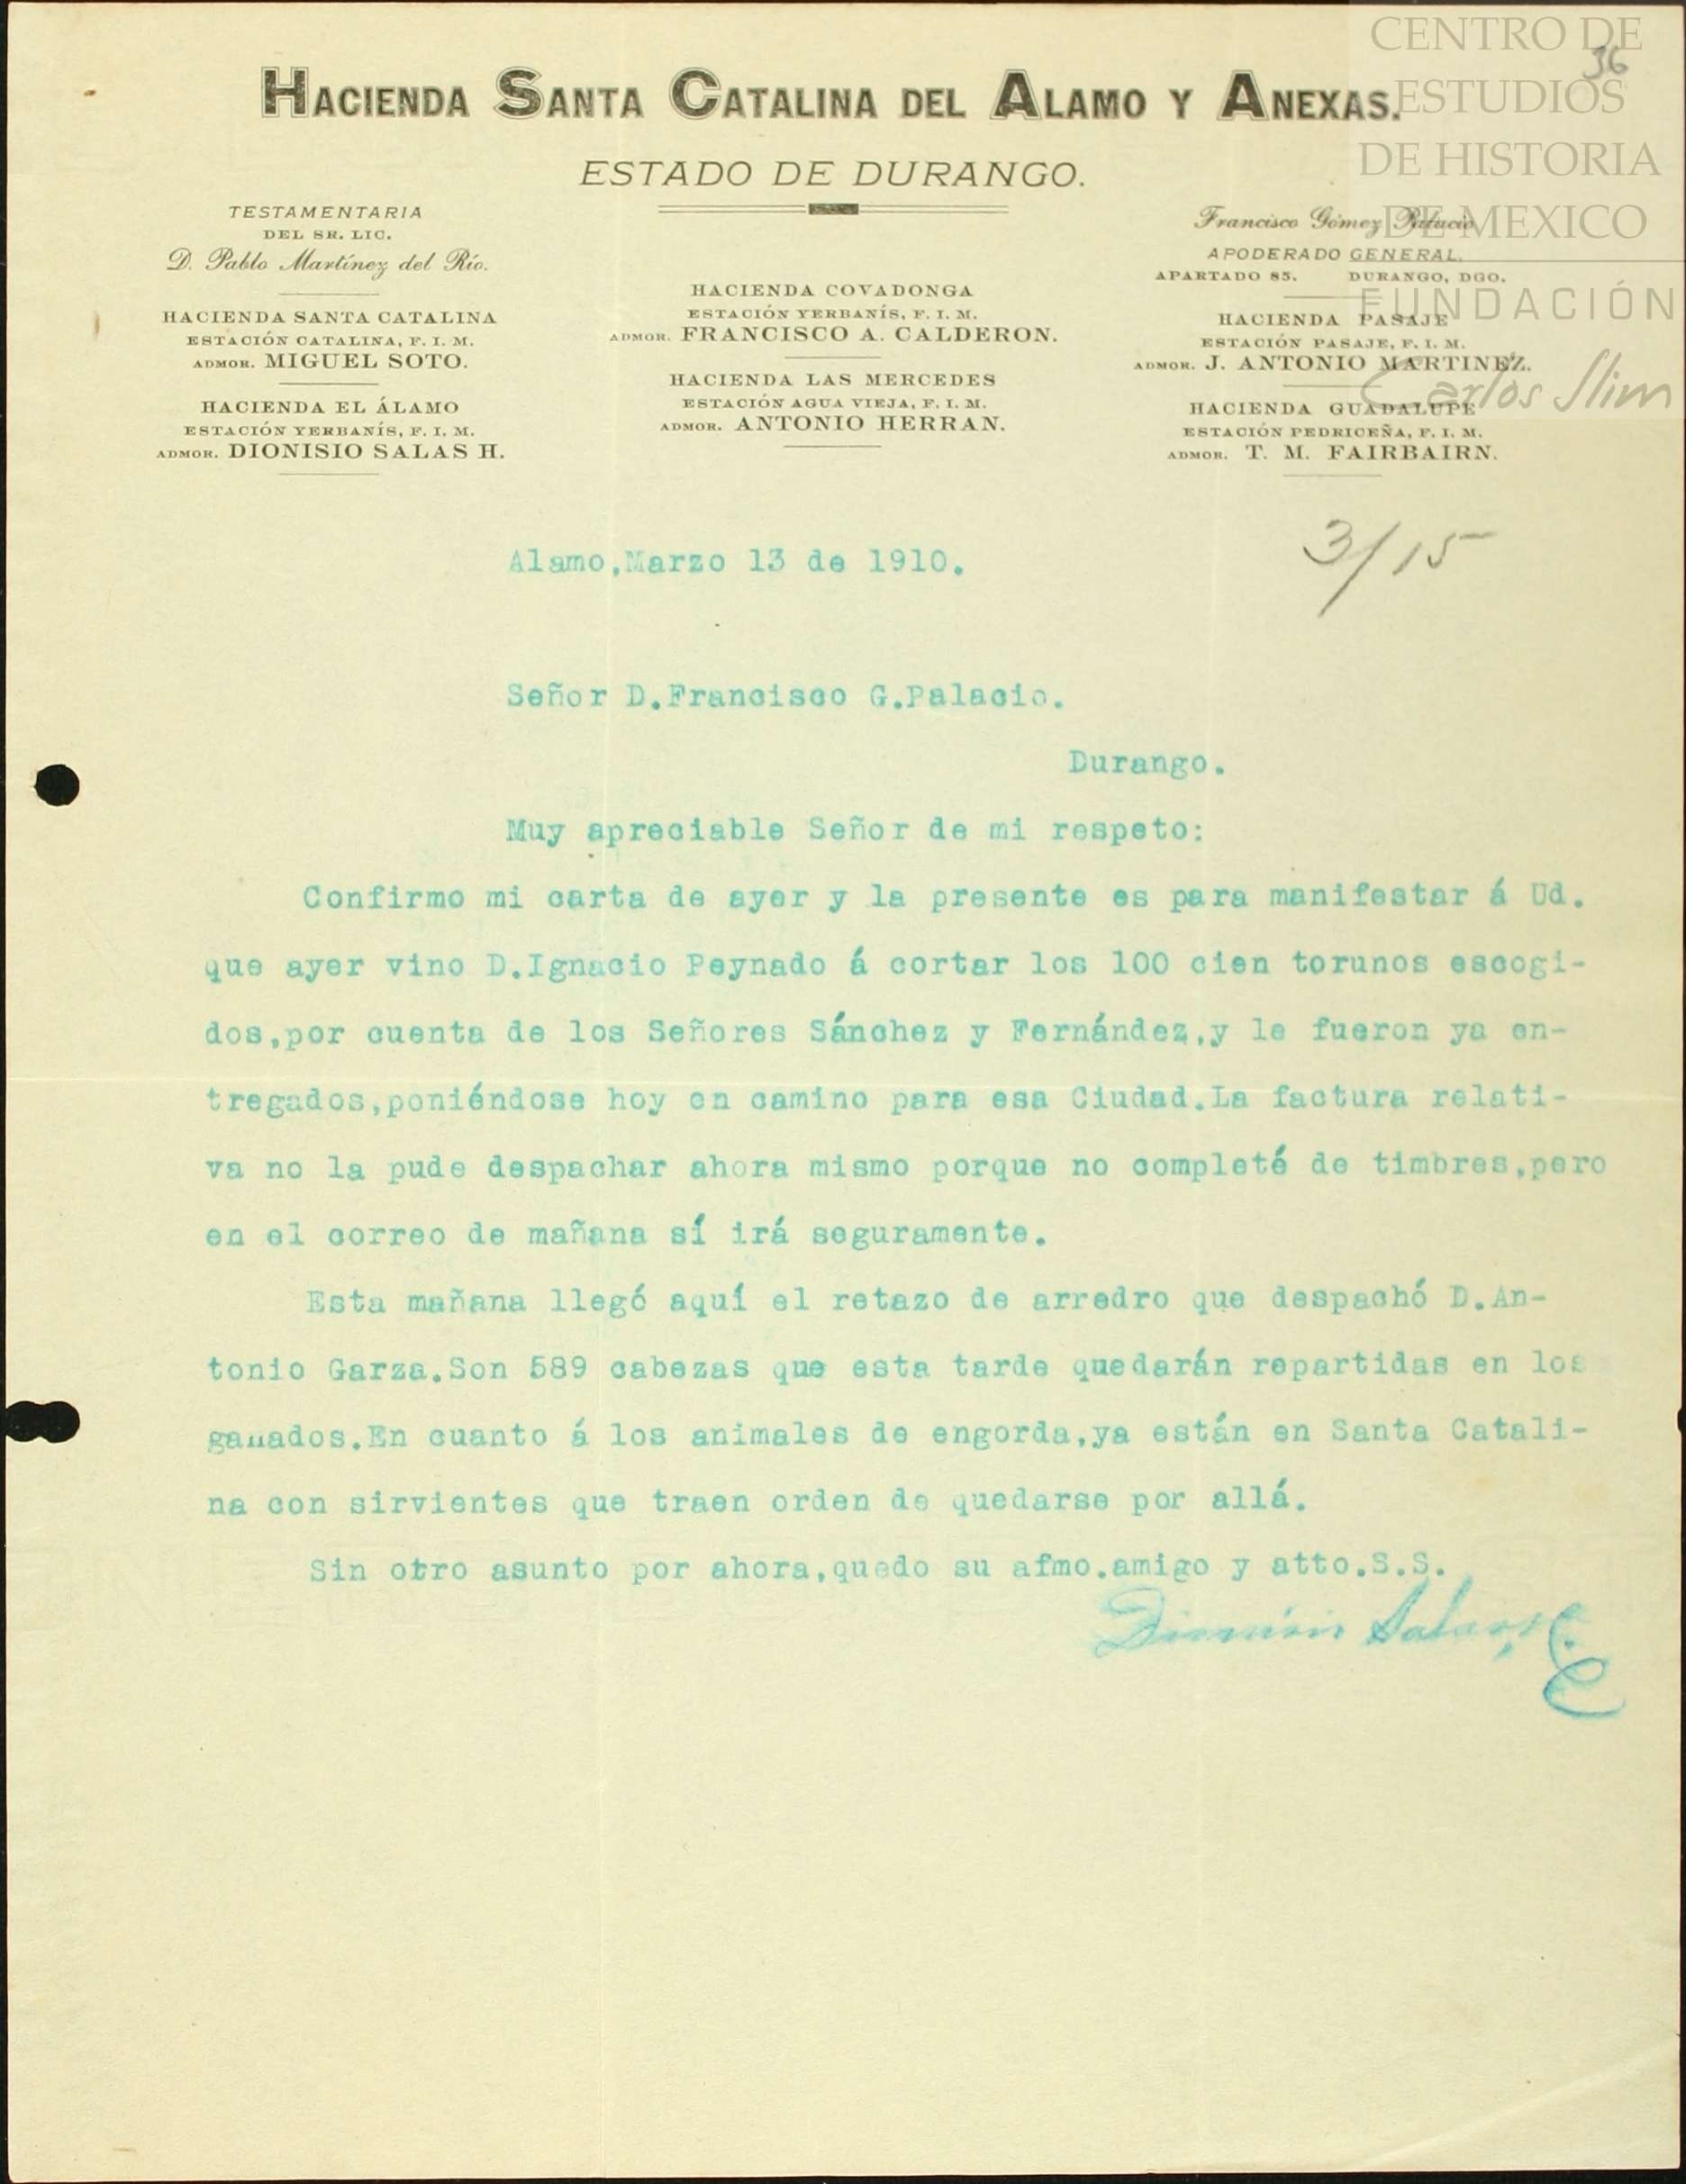 CENTRO DE
ESTUDIOS
DE HISTORIA
DE MEXICO
FUNDACIÓN
Carlos Slim
36
HACIENDA SANTA CATALINA DEL ALAMO Y ANEXAS.
ESTADO DE DURANGO.
TESTAMENTARIA
DEL SR. LIC.
D. Pablo Martínez del Río.
HACIENDA SANTA CATALINA
ESTACIÓN CATALINA, F. I. M.
ADMOR. MIGUEL SOTO.
HACIENDA EL ÁLAMO
ESTACIÓN YERBANÍS, F. I. M.
ADMOR. DIONISIO SALAS H.
HACIENDA COVADONGA
ESTACIÓN YERBANÍS, F. I. M.
ADMOR. FRANCISCO A. CALDERON.
HACIENDA LAS MERCEDES
ESTACIÓN AGUA VIEJA, F. I. M.
ADMOR. ANTONIO HERRAN.
Francisco Gómez Palacio
APODERADO GENERAL.
APARTADO 85. DURANGO, DGO.
HACIENDA PASAJE
ESTACIÓN PASAJE, F. I. M.
ADMOR. J. ANTONIO MARTINEZ.
HACIENDA GUADALUPE
ESTACIÓN PEDRICEÑA, F. I. M.
ADMOR. T. M. FAIRBAIRN.
3/15
Alamo,Marzo 13 de 1910.
Señor D.Francisco G.Palacio.
Durango.
Muy apreciable Señor de mi respeto:
Confirmo mi carta de ayer y la presente es para manifestar á Ud.
que ayer vino D.Ignacio Peynado á cortar los 100 cien torunos escogi-
dos,por cuenta de los Señores Sánchez y Fernández,y le fueron ya en-
tregados,poniéndose hoy en camino para esa Ciudad.La factura relati-
va no la pude despachar ahora mismo porque no completé de timbres,pero
en el correo de mañana sí irá seguramente.
Esta mañana llegó aquí el retazo de arredro que despachó D.An-
tonio Garza.Son 589 cabezas que esta tarde quedarán repartidas en los
ganados.En cuanto á los animales de engorda,ya están en Santa Catali-
na con sirvientes que traen orden de quedarse por allá.
Sin otro asunto por ahora,quedo su afmo.amigo y atto.S.S.
Dionisio Salas H.